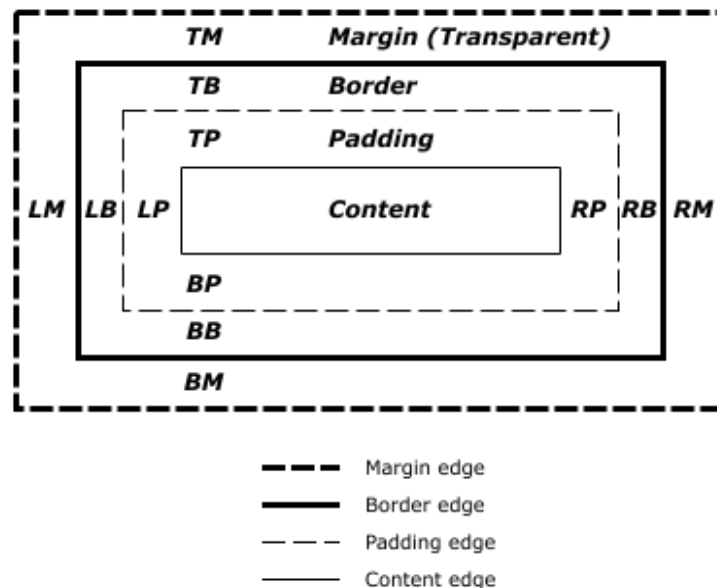 TM Margin (Transparent)
TB Border
TP Padding
LM LB LP Content RP RB RM
BP
BB
BM
Margin edge
Border edge
Padding edge
Content edge